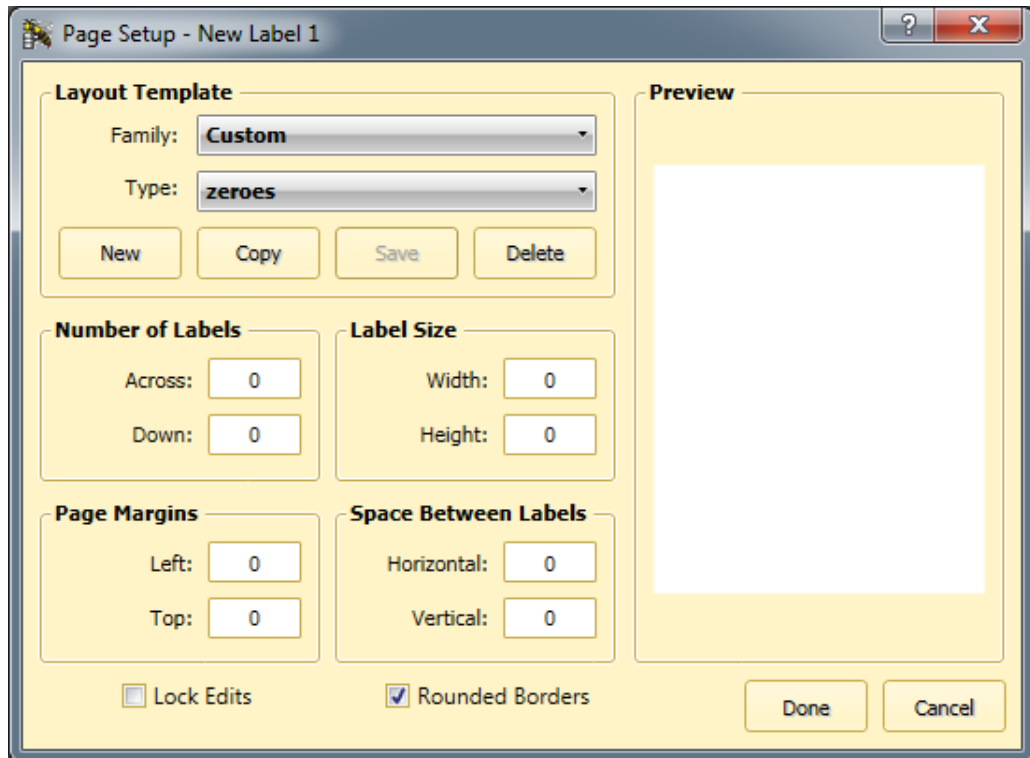 Page Setup - New Label 1
?
X
Layout Template
Family: Custom
Type: zeroes
New Copy Save Delete
Preview
Number of Labels
Across: 0
Down: 0
Label Size
Width: 0
Height: 0
Page Margins
Left: 0
Top: 0
Space Between Labels
Horizontal: 0
Vertical: 0
Lock Edits
Rounded Borders
Done Cancel